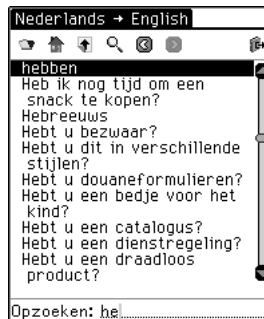 Nederlands → English
hebben
Heb ik nog tijd om een
snack te kopen?
Hebreeuws
Hebt u bezwaar?
Hebt u dit in verschillende
stijlen?
Hebt u douaneformulieren?
Hebt u een bedje voor het
kind?
Hebt u een catalogus?
Hebt u een dienstregeling?
Hebt u een draadloos
product?
Opzoeken: he